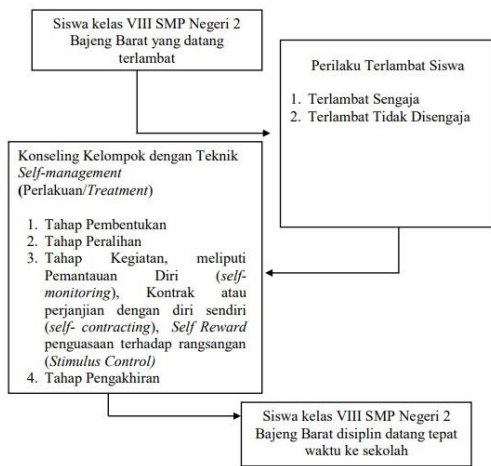 Siswa kelas VIII SMP Negeri 2
Bajeng Barat yang datang
terlambat
Perilaku Terlambat Siswa
1. Terlambat Sengaja
2. Terlambat Tidak Disengaja
Konseling Kelompok dengan Teknik
Self-management
(Perlakuan/Treatment)
1. Tahap Pembentukan
2. Tahap Peralihan
3. Tahap Kegiatan, meliputi
Pemantauan Diri (self-
monitoring), Kontrak atau
perjanjian dengan diri sendiri
(self- contracting), Self Reward
penguasaan terhadap rangsangan
(Stimulus Control)
4. Tahap Pengakhiran
Siswa kelas VIII SMP Negeri 2
Bajeng Barat disiplin datang tepat
waktu ke sekolah